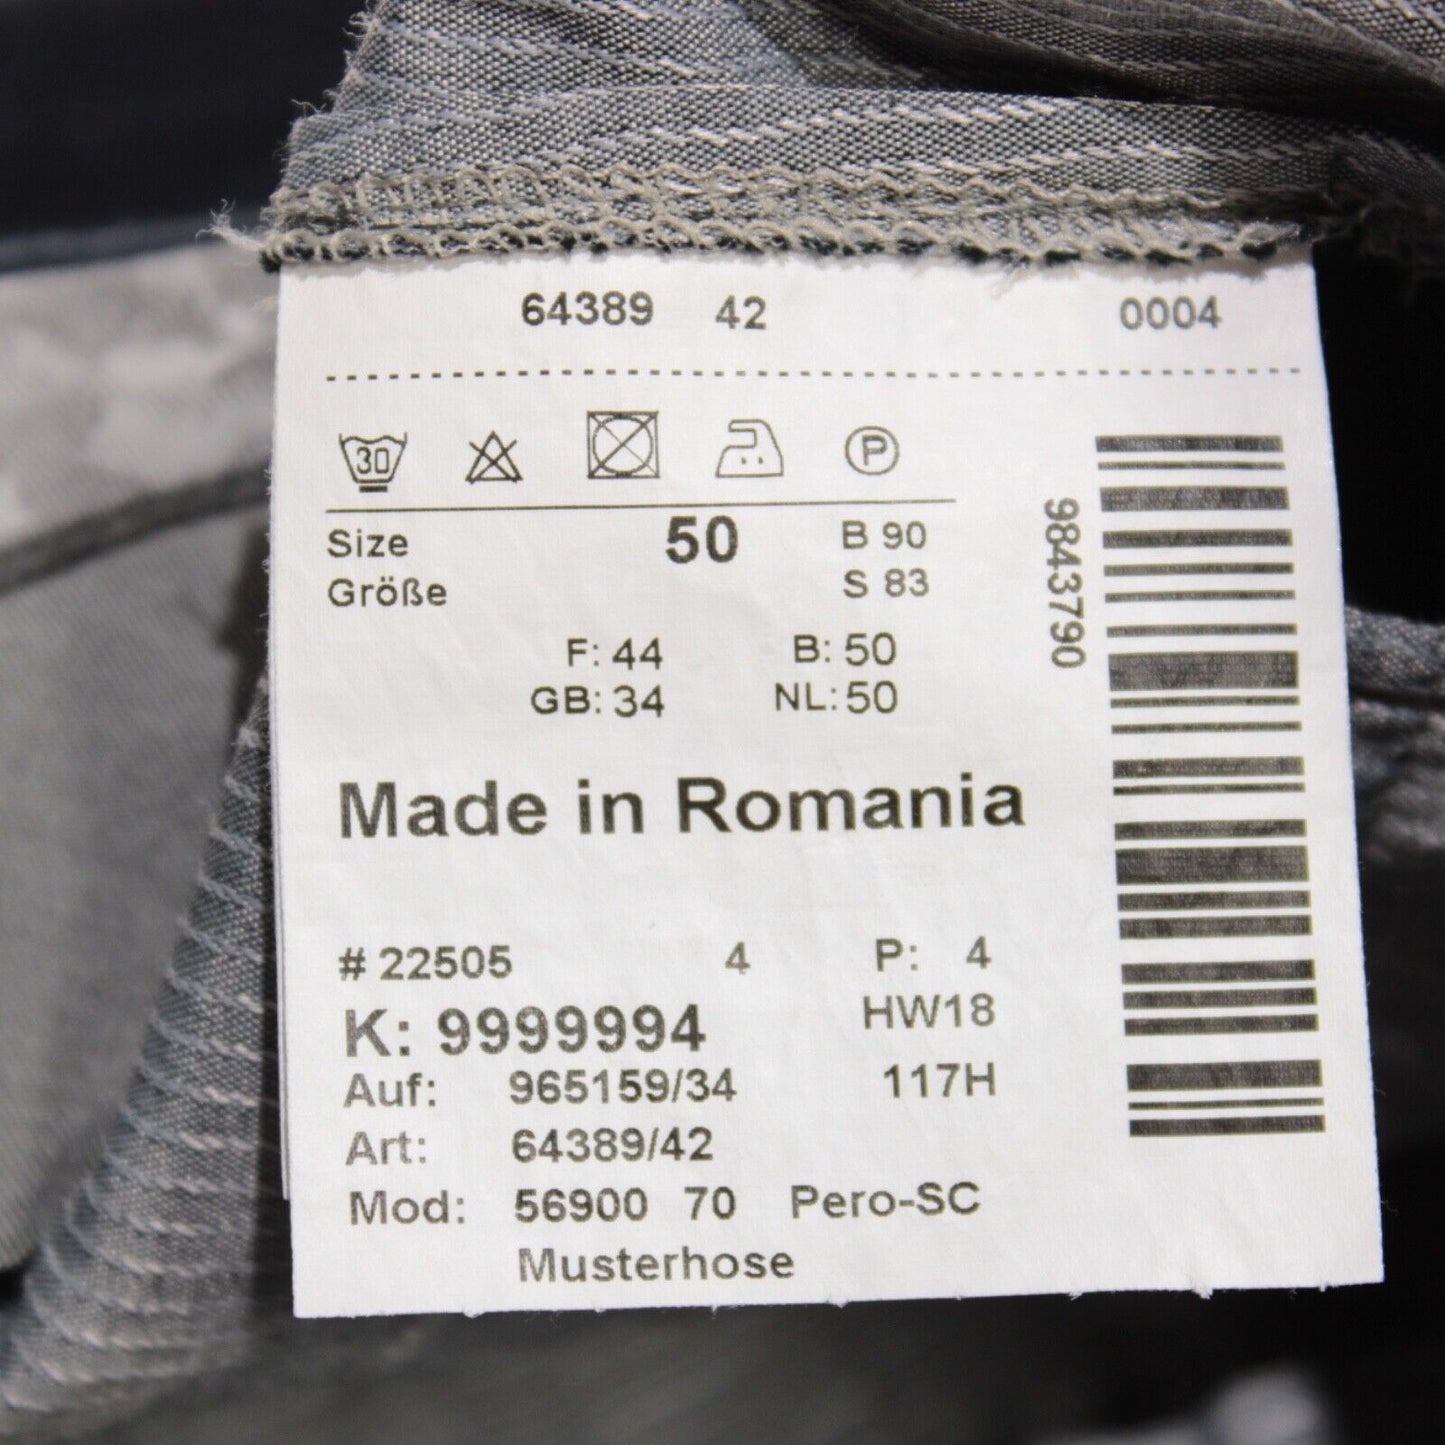 64389 42 0004
30 P
Size 50 B 90
Größe S 83
F: 44 B: 50
GB: 34 NL: 50
9843790
Made in Romania
# 22505 4 P: 4
K: 9999994 HW18
Auf: 965159/34 117H
Art: 64389/42
Mod: 56900 70 Pero-SC
Musterhose